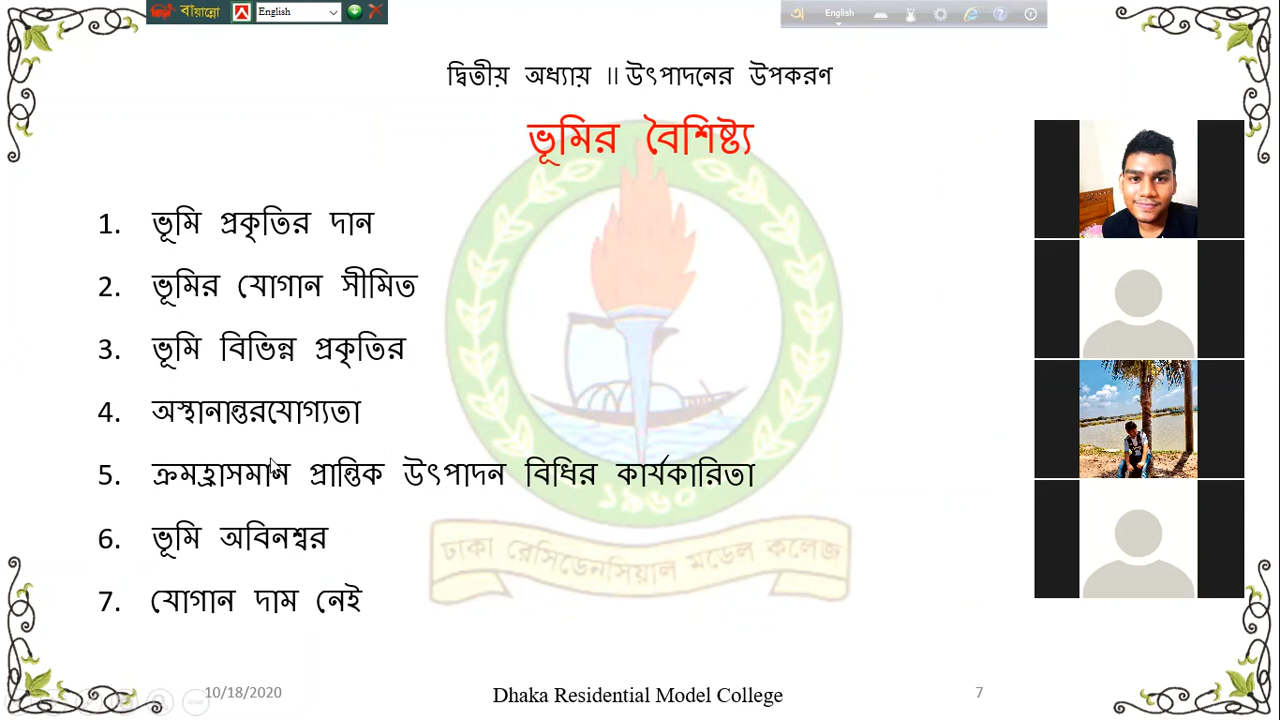 বায়ান্নো English
অ English
দ্বিতীয় অধ্যায় ॥ উৎপাদনের উপকরণ
ভূমির বৈশিষ্ট্য
1. ভূমি প্রকৃতির দান
2. ভূমির যোগান সীমিত
3. ভূমি বিভিন্ন প্রকৃতির
4. অস্থানান্তরযোগ্যতা
5. ক্রমহ্রাসমান প্রান্তিক উৎপাদন বিধির কার্যকারিতা
১৯৬০
6. ভূমি অবিনশ্বর
ঢাকা রেসিডেনসিয়াল মডেল কলেজ
7. যোগান দাম নেই
10/18/2020 Dhaka Residential Model College 7